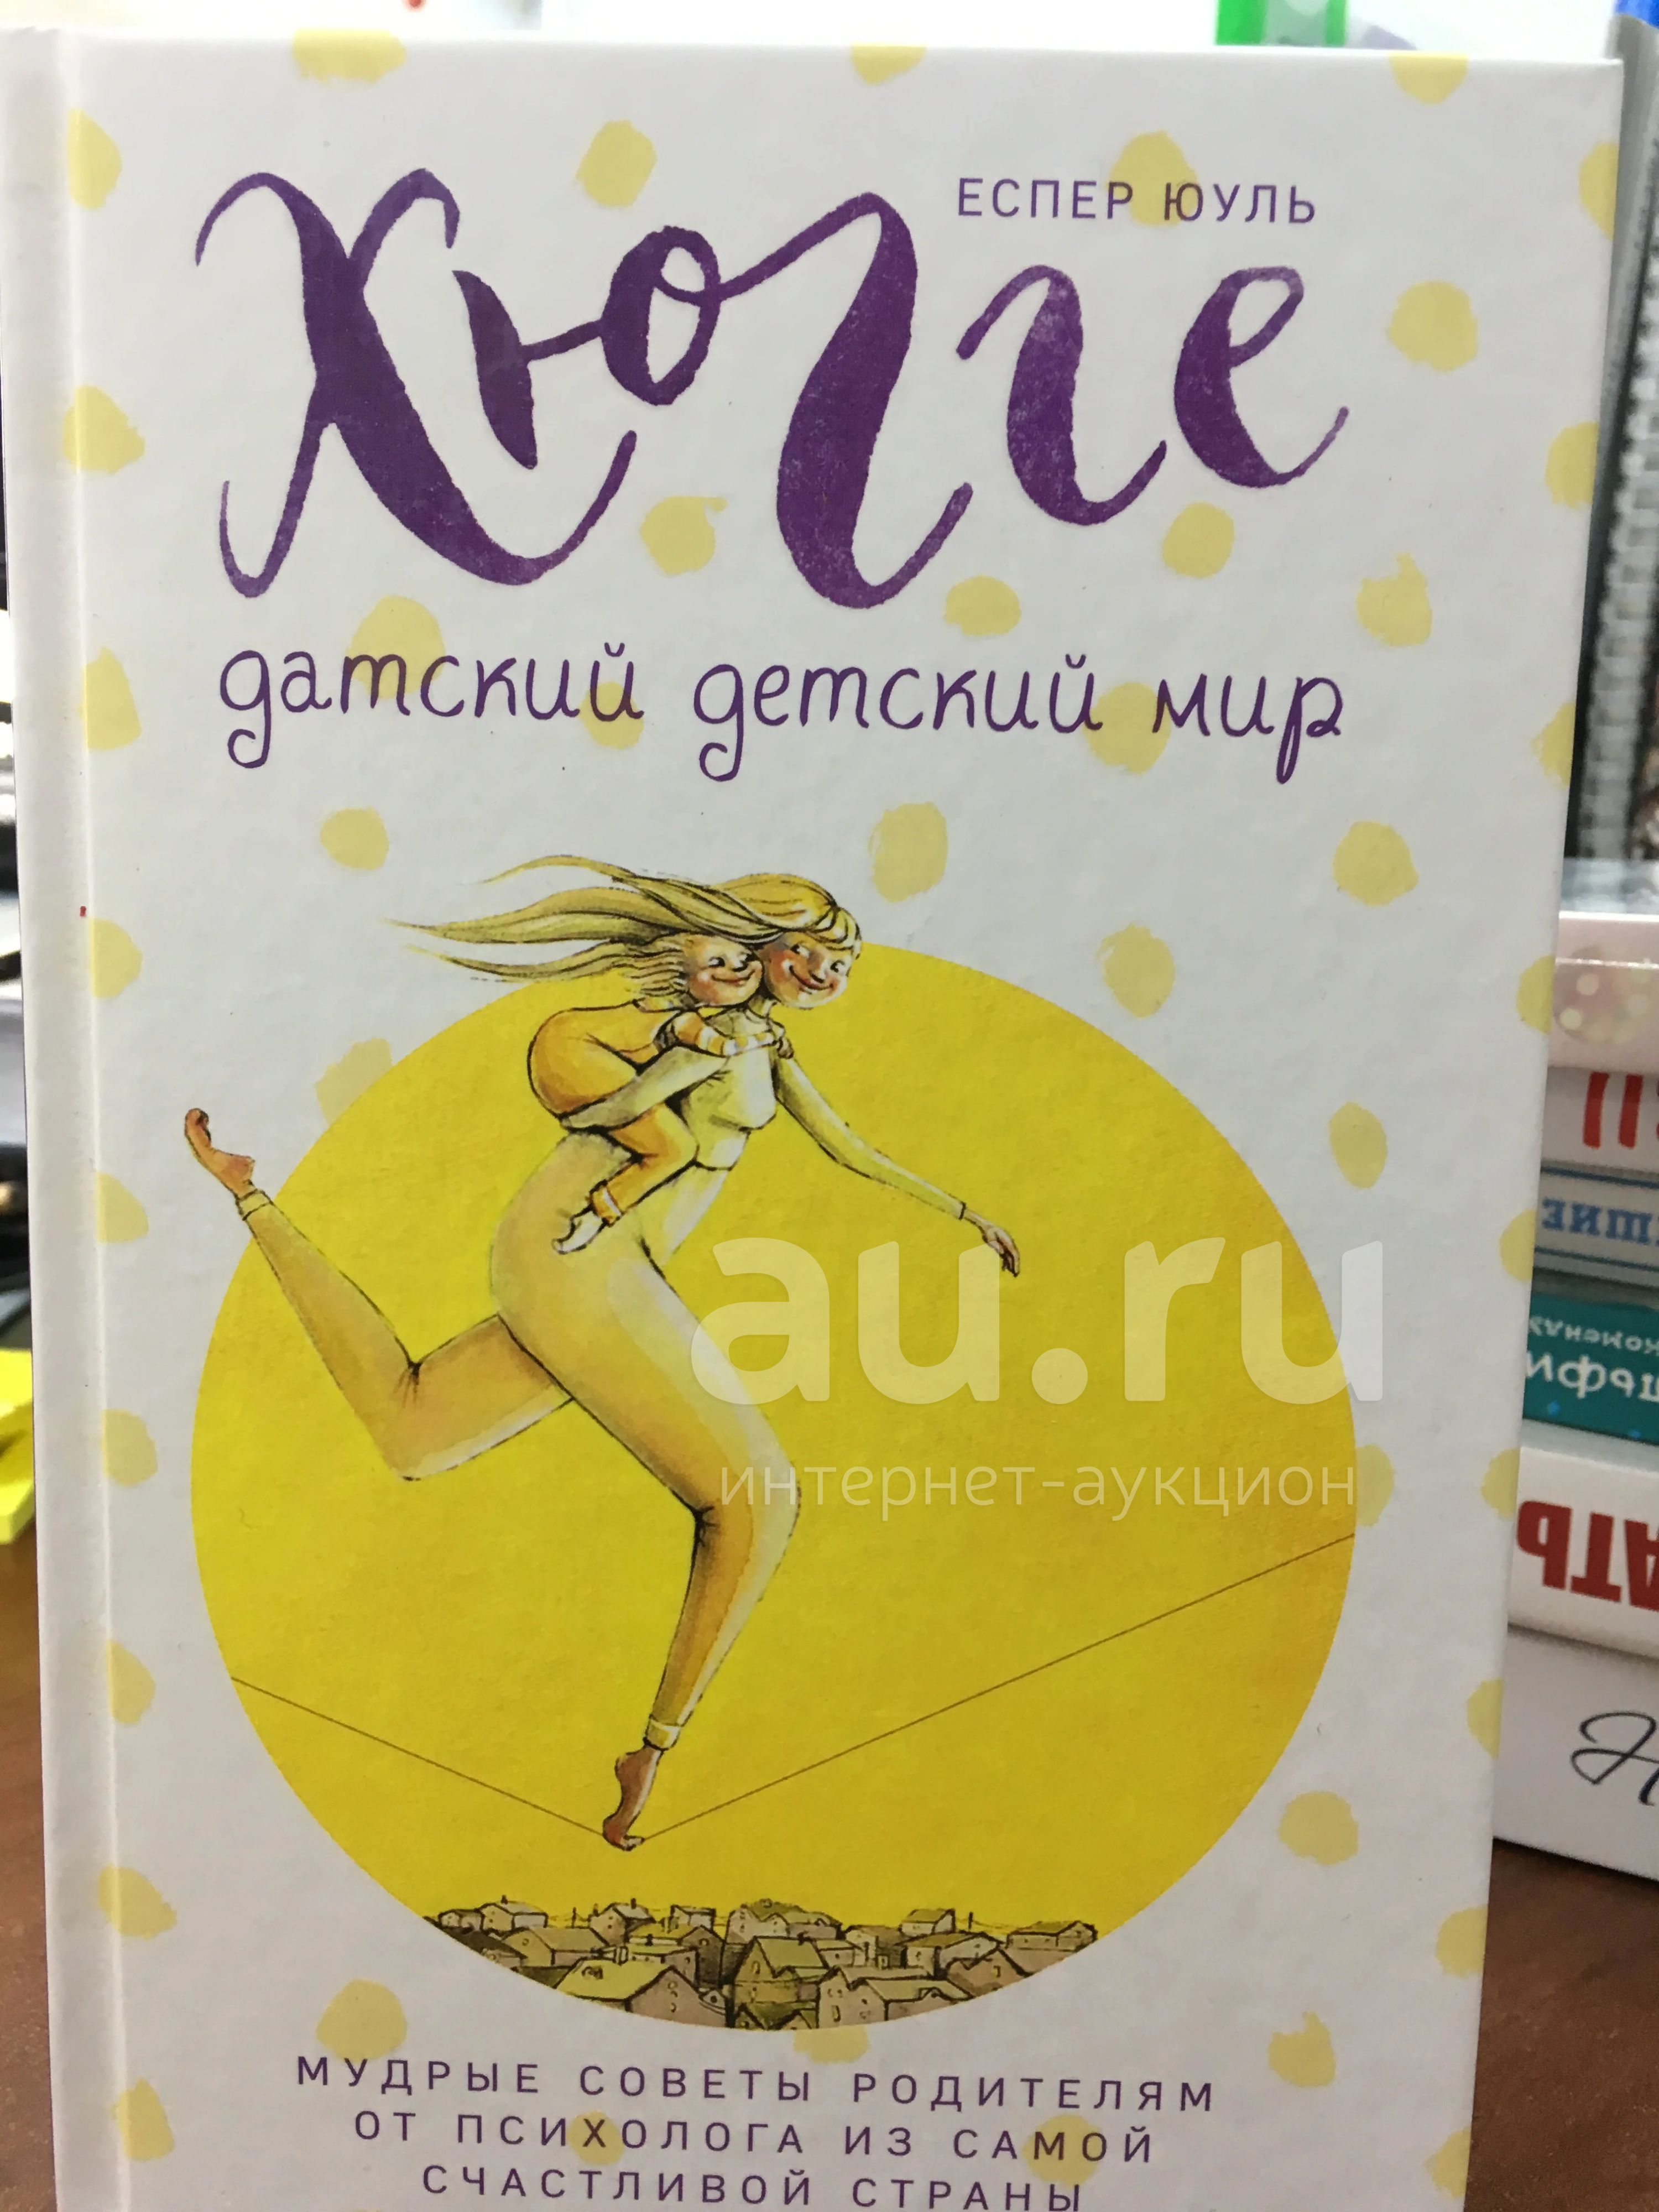 ЕСПЕР ЮУЛЬ
Хюгге
датский детский мир
au.ru
интернет-аукцион
МУДРЫЕ СОВЕТЫ РОДИТЕЛЯМ
ОТ ПСИХОЛОГА ИЗ САМОЙ
СЧАСТЛИВОЙ СТРАНЫ